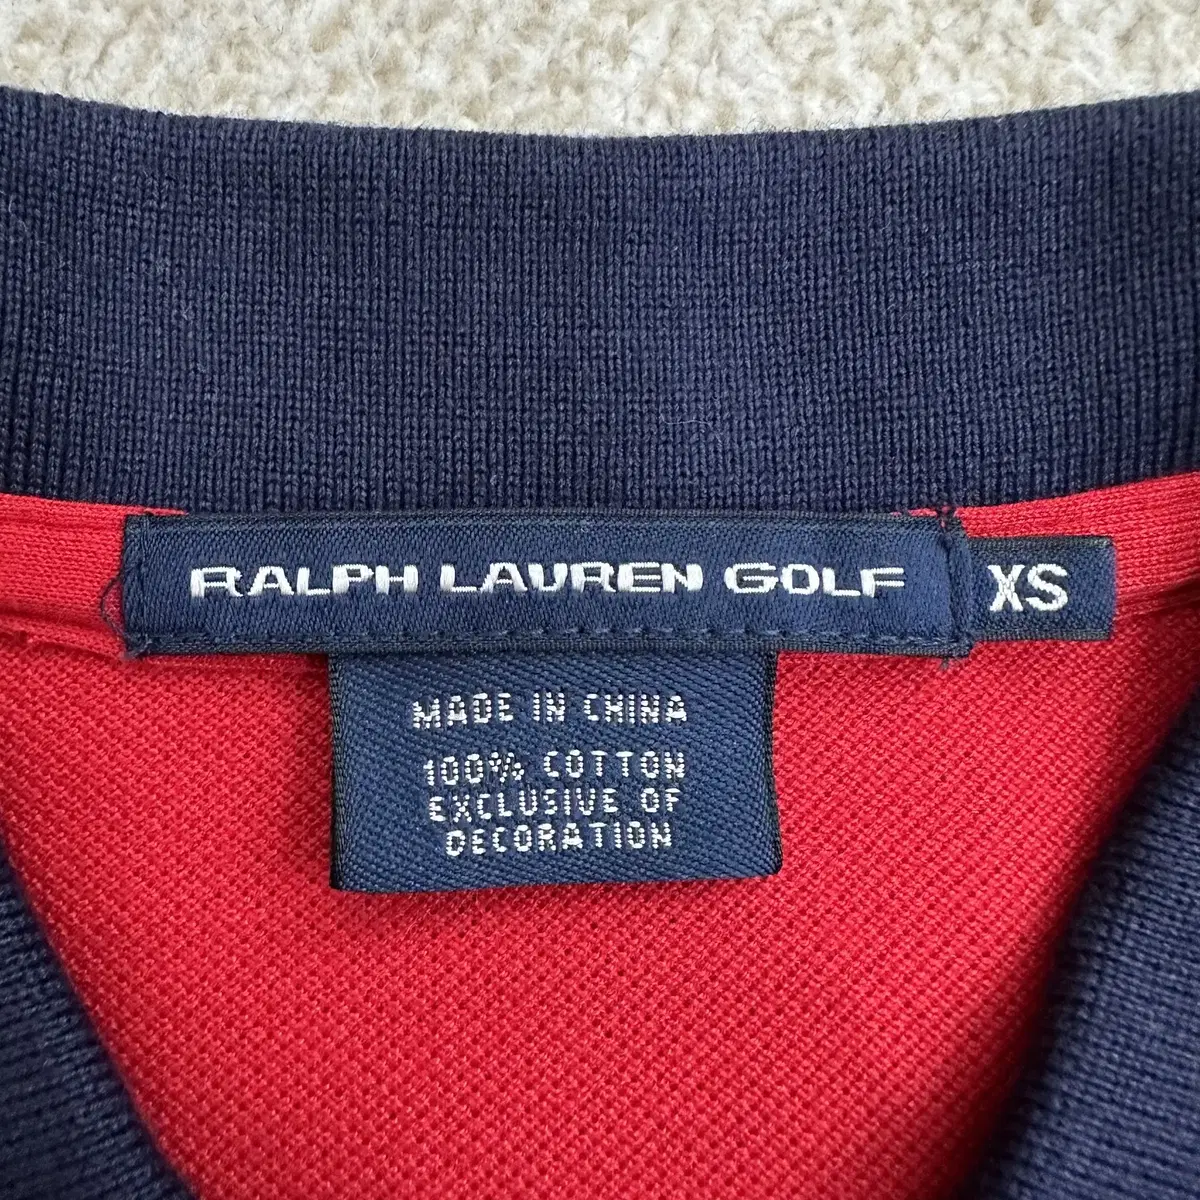 RALPH LAUREN GOLF
XS
MADE IN CHINA
100% COTTON
EXCLUSIVE OF
DECORATION